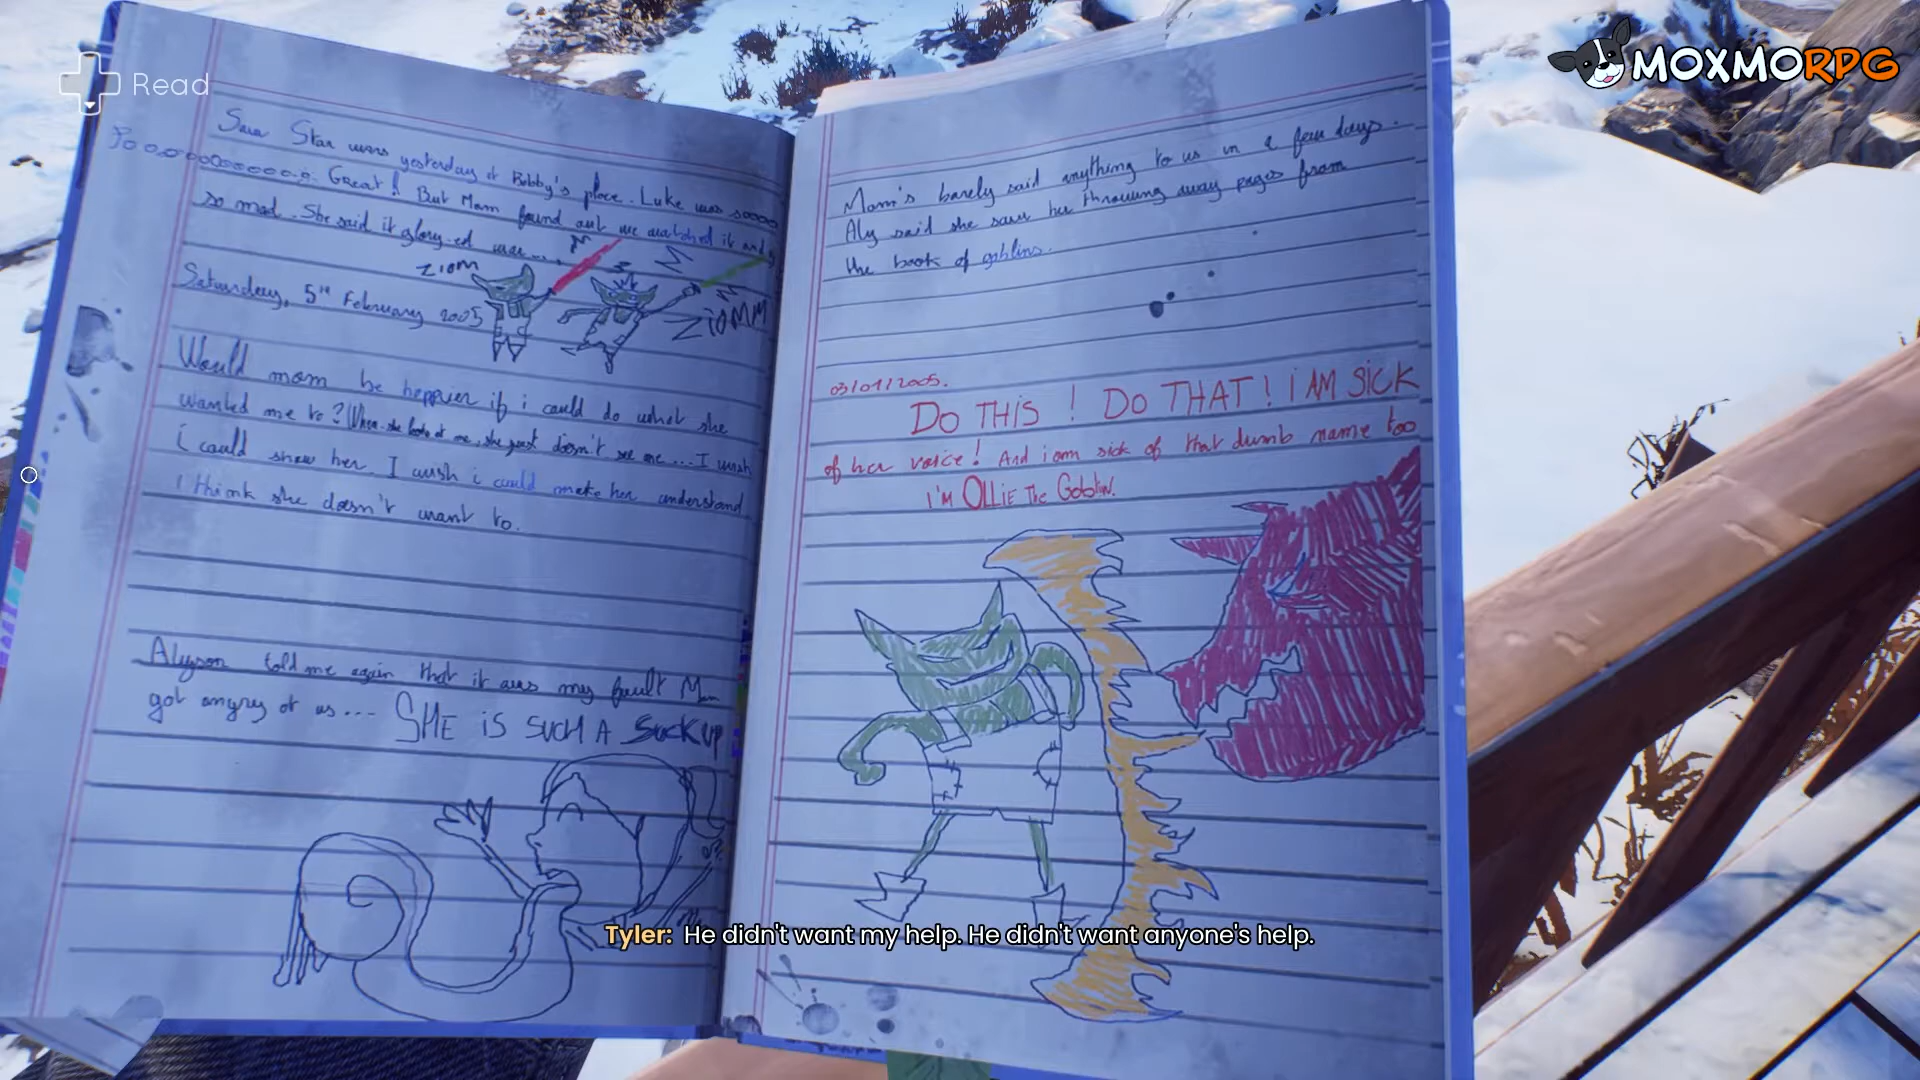 Read
MOXMORPG
Saw Star wars yesterday at Bobby's place. Luke was soooo
Great! But Mom found out we watched it and
so mad. She said it glory-ed war...
ZIOM
ZIOMM
Saturday, 5th February 2005
Would mom be happier if i could do what she
wanted me to? When she looks at me, she just doesn't see me... I wish
i could show her. I wish i could make her understand
i think she doesn't want to.
Alyson told me again that it was my fault Mom
got angry at us... SHE IS SUCH A SUCK UP
Mom's barely said anything to us in a few days.
Aly said she saw her throwing away pages from
the book of goblins.
03/01/2005.
DO THIS! DO THAT! I AM SICK
of her voice! And i am sick of that dumb name too
I'M OLLIE The Goblin.
Tyler: He didn't want my help. He didn't want anyone's help.